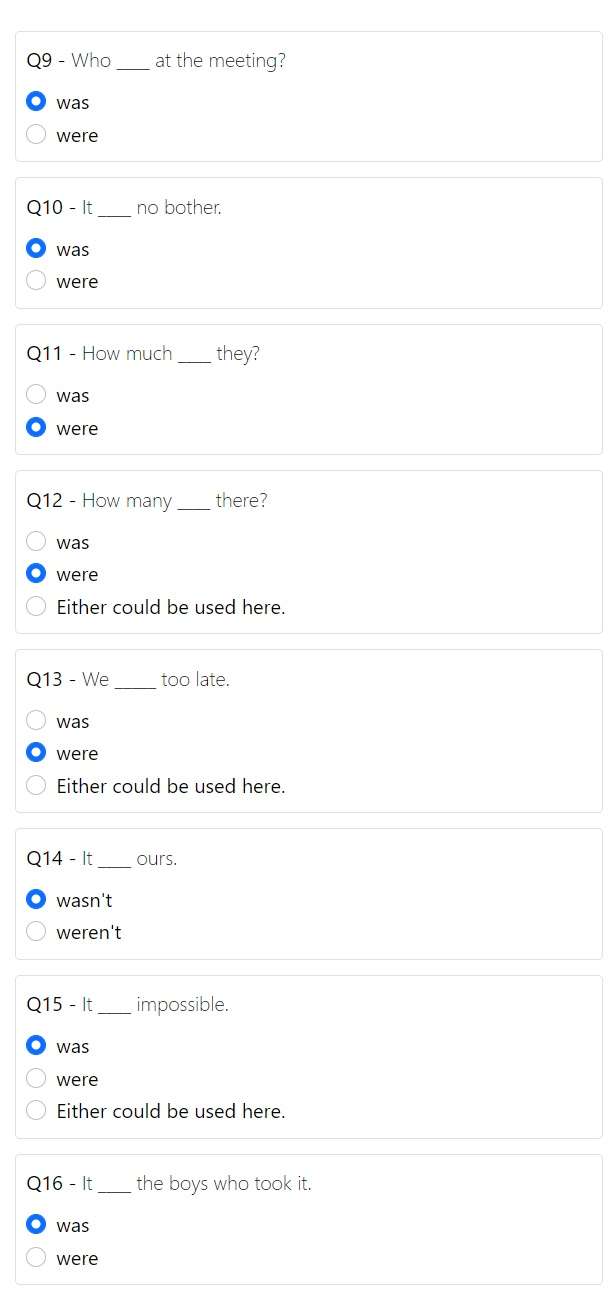 Q9 - Who ____ at the meeting?
was
were
Q10 - It ____ no bother.
was
were
Q11 - How much ____ they?
was
were
Q12 - How many ____ there?
was
were
Either could be used here.
Q13 - We _____ too late.
was
were
Either could be used here.
Q14 - It ____ ours.
wasn't
weren't
Q15 - It ____ impossible.
was
were
Either could be used here.
Q16 - It ____ the boys who took it.
was
were